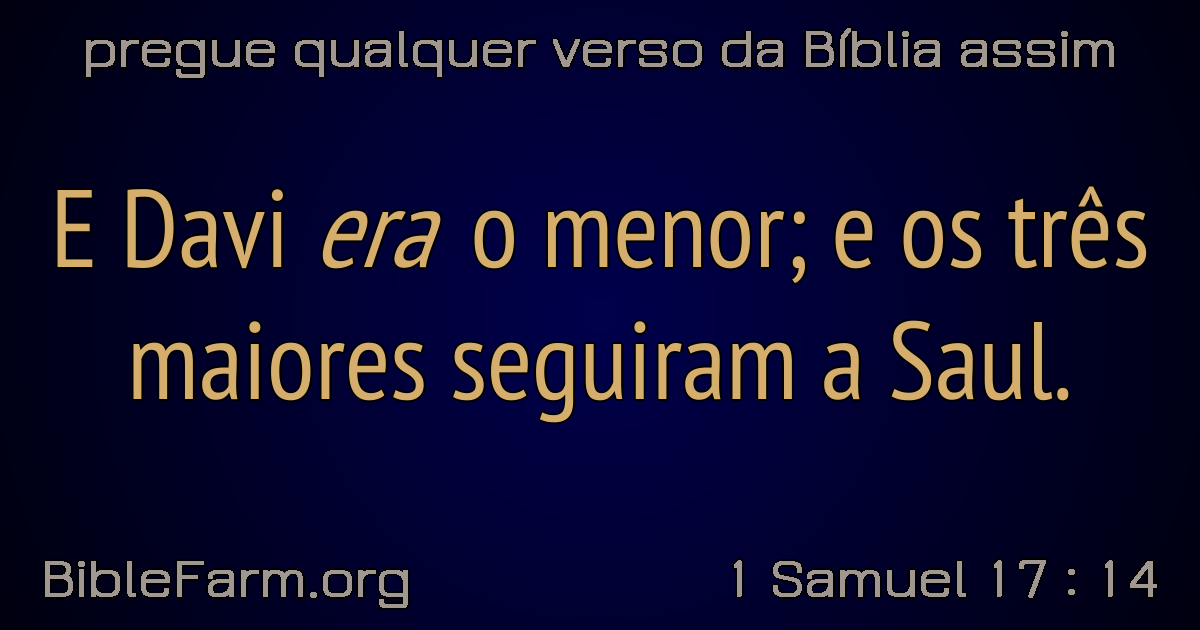 pregue qualquer verso da Bíblia assim
E Davi era o menor; e os três
maiores seguiram a Saul.
BibleFarm.org
1 Samuel 17 : 14